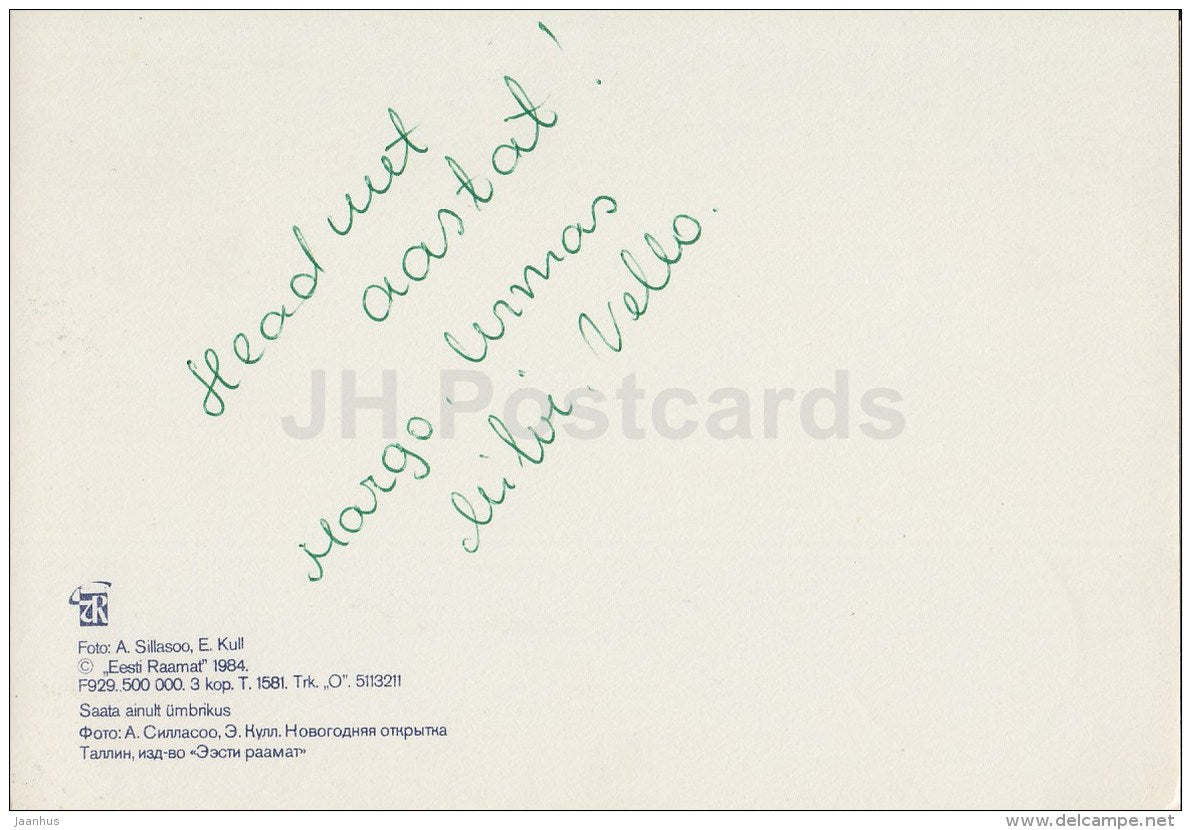 Head uut
aastat!
Margo, Urmas
Milvi, Vello.
JH Postcards
ER
Foto: A. Sillasoo, E. Kull
© „Eesti Raamat” 1984.
F929. 500 000. 3 kop. T. 1581. Trk. „O”. 5113211
Saata ainult ümbrikus
Фото: А. Силласоо, Э. Кулл. Новогодняя открытка
Таллин, изд-во «Ээсти раамат»
Jaanhus
delcampe.net